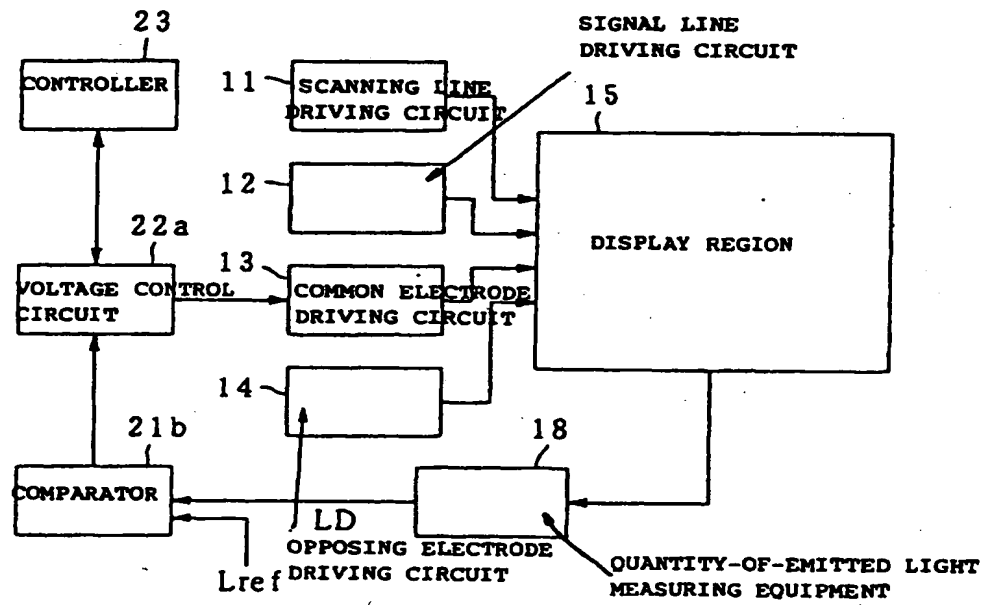 SIGNAL LINE
DRIVING CIRCUIT
23
CONTROLLER
11
SCANNING LINE
DRIVING CIRCUIT
15
12
DISPLAY REGION
22a
VOLTAGE CONTROL
CIRCUIT
13
COMMON ELECTRODE
DRIVING CIRCUIT
14
21b
COMPARATOR
18
LD
OPPOSING ELECTRODE
DRIVING CIRCUIT
Lref
QUANTITY-OF-EMITTED LIGHT
MEASURING EQUIPMENT